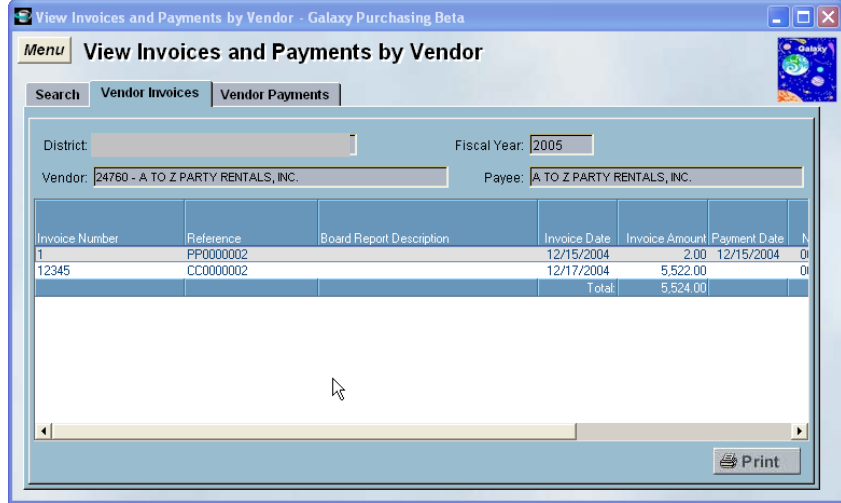 View Invoices and Payments by Vendor - Galaxy Purchasing Beta
Menu View Invoices and Payments by Vendor Galaxy
Search Vendor Invoices Vendor Payments
District: Fiscal Year: 2005
Vendor: 24760 - A TO Z PARTY RENTALS, INC. Payee: A TO Z PARTY RENTALS, INC.
Invoice Number Reference Board Report Description Invoice Date Invoice Amount Payment Date N
1 PP0000002 12/15/2004 2.00 12/15/2004 0
12345 CC0000002 12/17/2004 5,522.00 0
Total: 5,524.00
Print